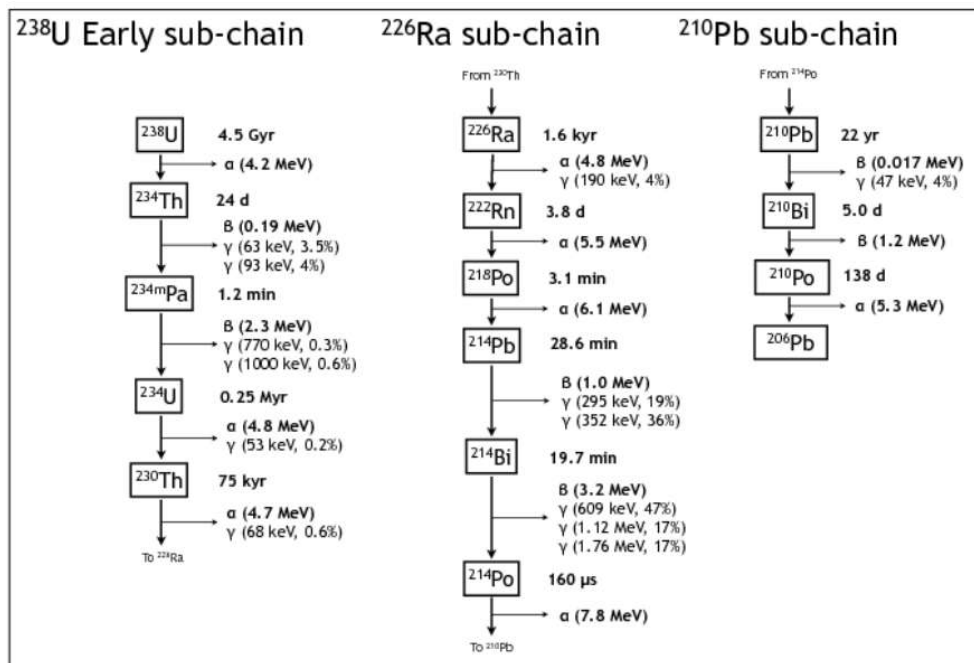 ²³⁸U Early sub-chain
²³⁸U
4.5 Gyr
α (4.2 MeV)
²³⁴Th
24 d
β (0.19 MeV)
γ (63 keV, 3.5%)
γ (93 keV, 4%)
²³⁴ᵐPa
1.2 min
β (2.3 MeV)
γ (770 keV, 0.3%)
γ (1000 keV, 0.6%)
²³⁴U
0.25 Myr
α (4.8 MeV)
γ (53 keV, 0.2%)
²³⁰Th
75 kyr
α (4.7 MeV)
γ (68 keV, 0.6%)
To ²²⁶Ra
²²⁶Ra sub-chain
From ²³⁰Th
²²⁶Ra
1.6 kyr
α (4.8 MeV)
γ (190 keV, 4%)
²²²Rn
3.8 d
α (5.5 MeV)
²¹⁸Po
3.1 min
α (6.1 MeV)
²¹⁴Pb
28.6 min
β (1.0 MeV)
γ (295 keV, 19%)
γ (352 keV, 36%)
²¹⁴Bi
19.7 min
β (3.2 MeV)
γ (609 keV, 47%)
γ (1.12 MeV, 17%)
γ (1.76 MeV, 17%)
²¹⁴Po
160 μs
α (7.8 MeV)
To ²¹⁰Pb
²¹⁰Pb sub-chain
From ²¹⁴Po
²¹⁰Pb
22 yr
β (0.017 MeV)
γ (47 keV, 4%)
²¹⁰Bi
5.0 d
β (1.2 MeV)
²¹⁰Po
138 d
α (5.3 MeV)
²⁰⁶Pb